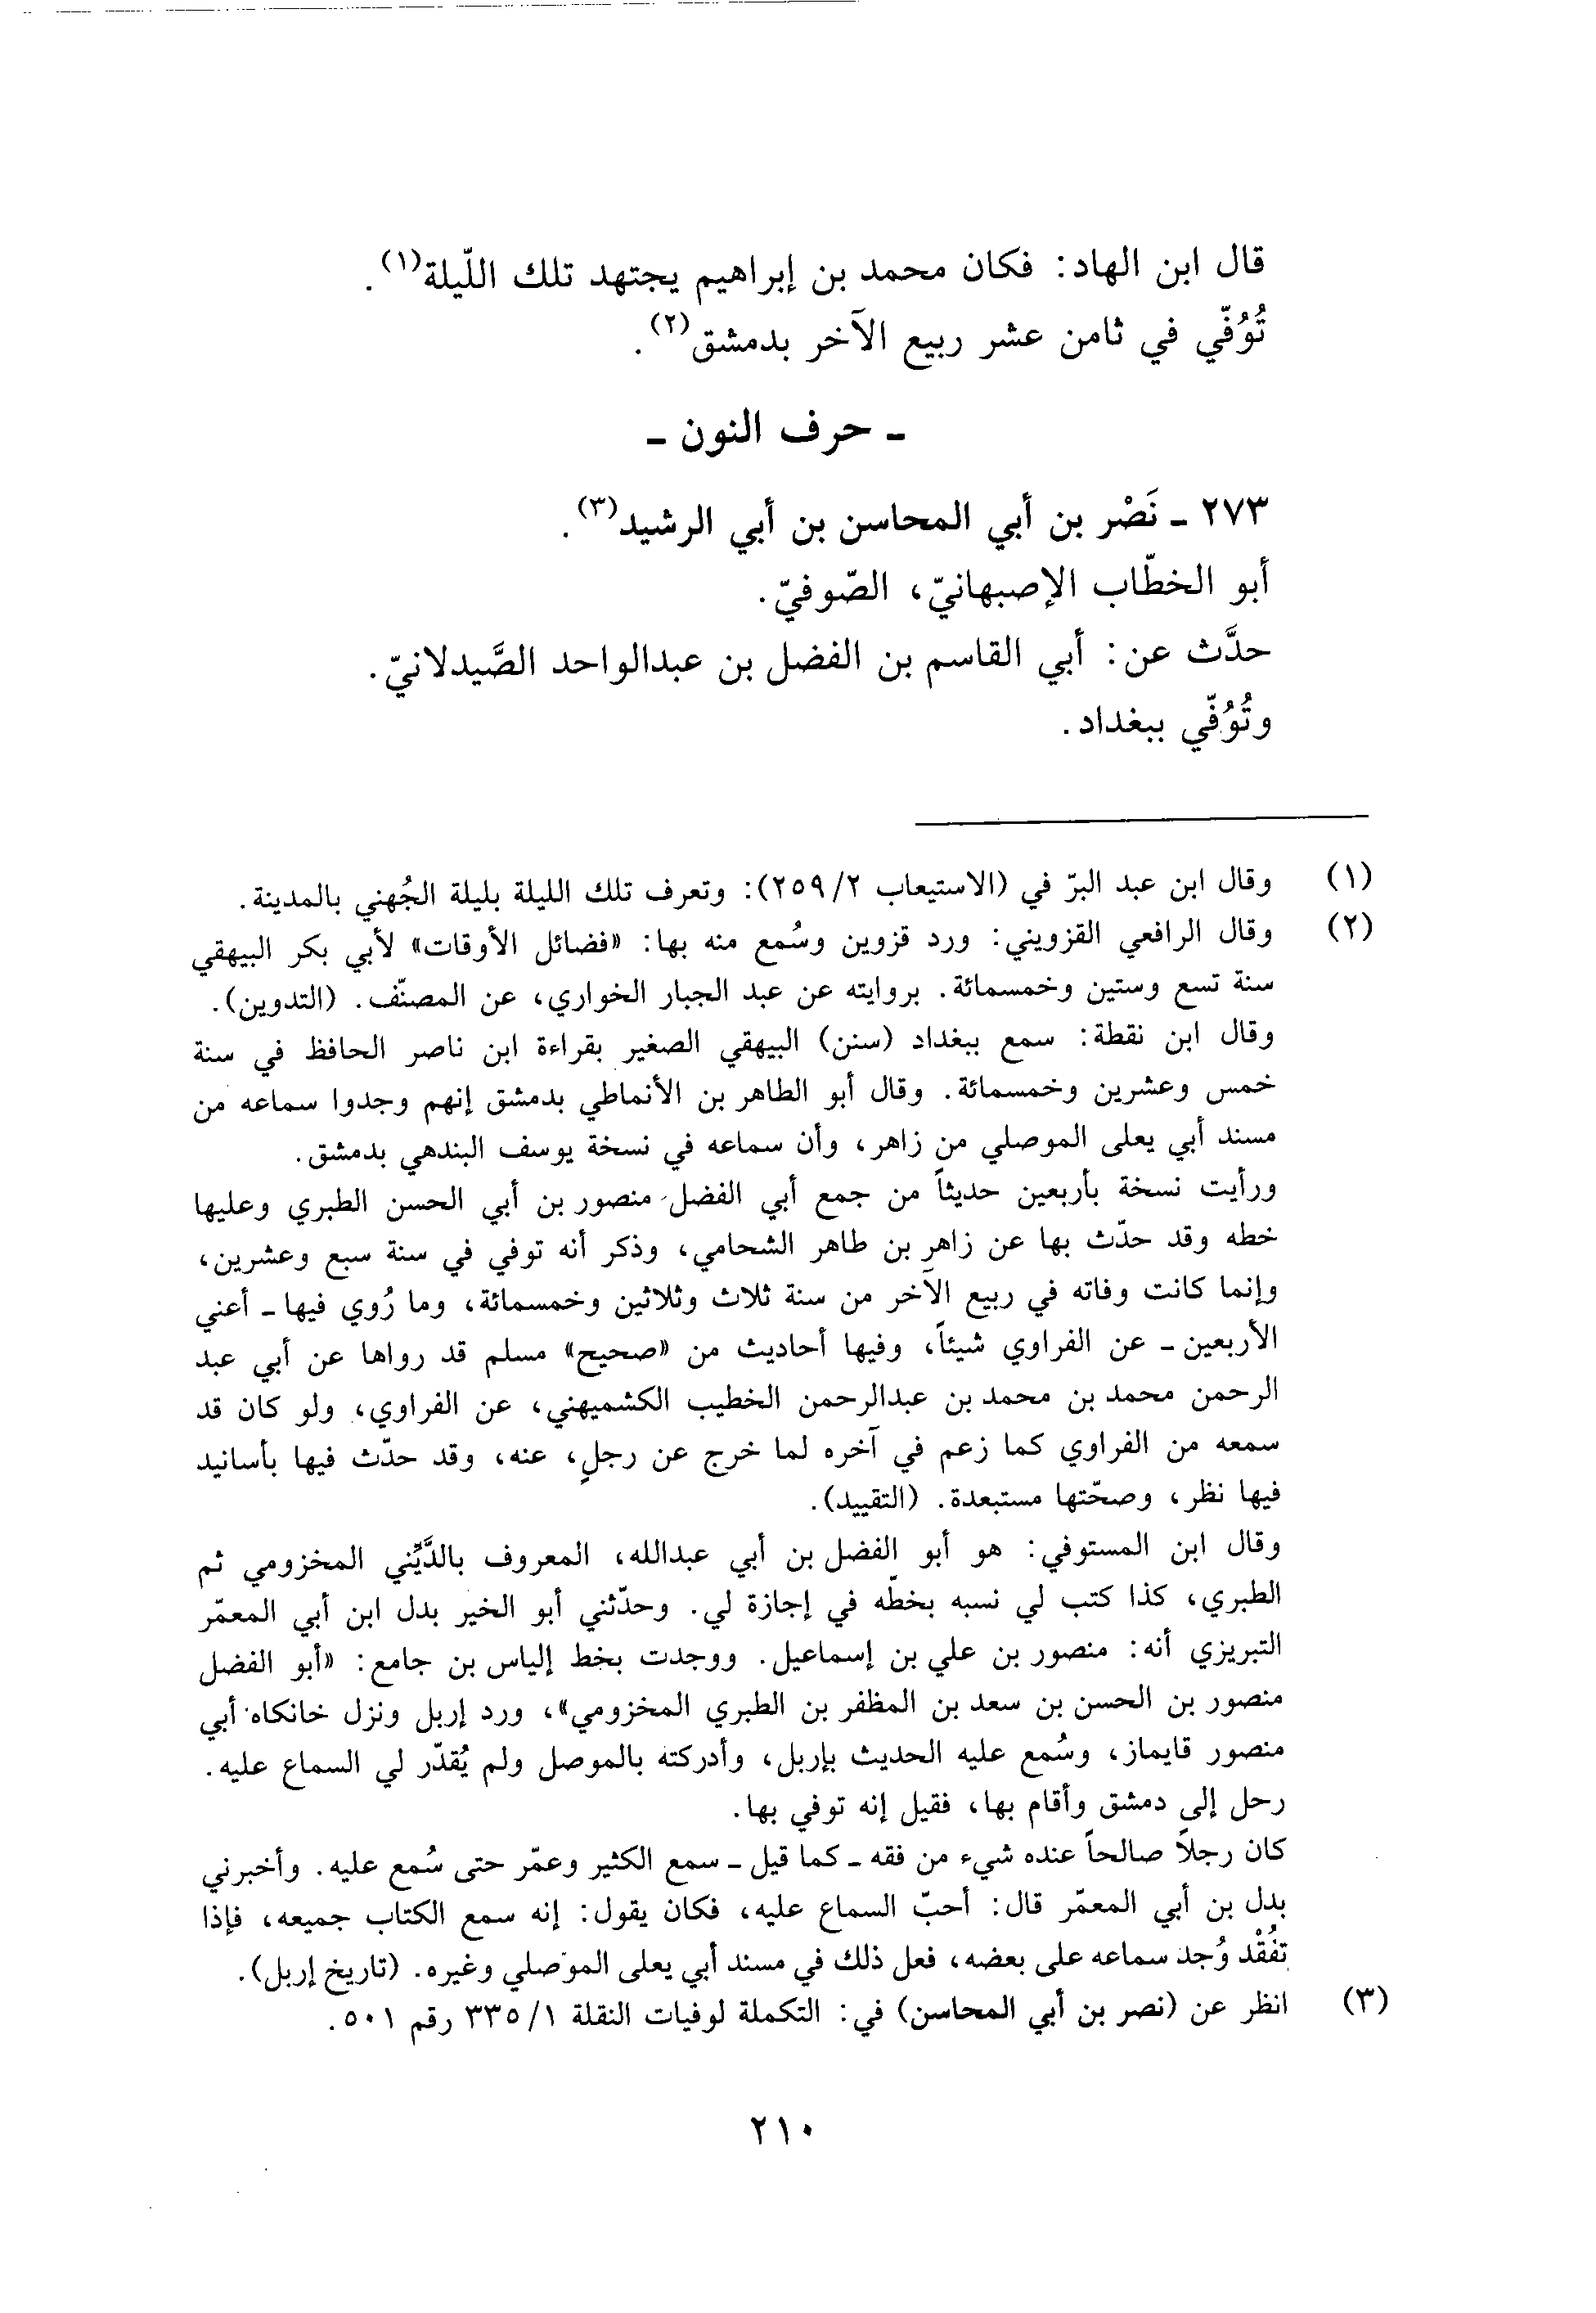 قال ابن الهاد: فكان محمد بن إبراهيم يجتهد تلك اللّيلة(١).
تُوُفّي في ثامن عشر ربيع الآخر بدمشق(٢).
ـ حرف النون ـ
٢٧٣ ـ نَصْر بن أبي المحاسن بن أبي الرشيد(٣).
أبو الخطّاب الإصبهانيّ، الصّوفيّ.
حدَّث عن: أبي القاسم بن الفضل بن عبدالواحد الصَّيدلانيّ.
وتُوُفّي ببغداد.
(١) وقال ابن عبد البرّ في (الاستيعاب ٢/٢٥٩): وتعرف تلك الليلة بليلة الجُهني بالمدينة.
(٢) وقال الرافعي القزويني: ورد قزوين وسُمع منه بها: «فضائل الأوقات» لأبي بكر البيهقي
سنة تسع وستين وخمسمائة. بروايته عن عبد الجبار الخواري، عن المصنّف. (التدوين).
وقال ابن نقطة: سمع ببغداد (سنن) البيهقي الصغير بقراءة ابن ناصر الحافظ في سنة
خمس وعشرين وخمسمائة. وقال أبو الطاهر بن الأنماطي بدمشق إنهم وجدوا سماعه من
مسند أبي يعلى الموصلي من زاهر، وأن سماعه في نسخة يوسف البندهي بدمشق.
ورأيت نسخة بأربعين حديثاً من جمع أبي الفضل منصور بن أبي الحسن الطبري وعليها
خطه وقد حدّث بها عن زاهر بن طاهر الشحامي، وذكر أنه توفي في سنة سبع وعشرين،
وإنما كانت وفاته في ربيع الآخر من سنة ثلاث وثلاثين وخمسمائة، وما رُوي فيها ـ أعني
الأربعين ـ عن الفراوي شيئاً، وفيها أحاديث من «صحيح» مسلم قد رواها عن أبي عبد
الرحمن محمد بن محمد بن عبدالرحمن الخطيب الكشميهني، عن الفراوي، ولو كان قد
سمعه من الفراوي كما زعم في آخره لما خرج عن رجلٍ، عنه، وقد حدّث فيها بأسانيد
فيها نظر، وصحّتها مستبعدة. (التقييد).
وقال ابن المستوفي: هو أبو الفضل بن أبي عبدالله، المعروف بالدَّيِّني المخزومي ثم
الطبري، كذا كتب لي نسبه بخطّه في إجازة لي. وحدّثني أبو الخير بدل ابن أبي المعمّر
التبريزي أنه: منصور بن علي بن إسماعيل. ووجدت بخط إلياس بن جامع: «أبو الفضل
منصور بن الحسن بن سعد بن المظفر بن الطبري المخزومي»، ورد إربل ونزل خانكاه أبي
منصور قايماز، وسُمع عليه الحديث بإربل، وأدركته بالموصل ولم يُقدّر لي السماع عليه.
رحل إلى دمشق وأقام بها، فقيل إنه توفي بها.
كان رجلاً صالحاً عنده شيء من فقه ـ كما قيل ـ سمع الكثير وعمّر حتى سُمع عليه. وأخبرني
بدل بن أبي المعمّر قال: أحبّ السماع عليه، فكان يقول: إنه سمع الكتاب جميعه، فإذا
تفُقْد وُجد سماعه على بعضه، فعل ذلك في مسند أبي يعلى الموصلي وغيره. (تاريخ إربل).
(٣) انظر عن (نصر بن أبي المحاسن) في: التكملة لوفيات النقلة ١/٣٣٥ رقم ٥٠١.
٢١٠